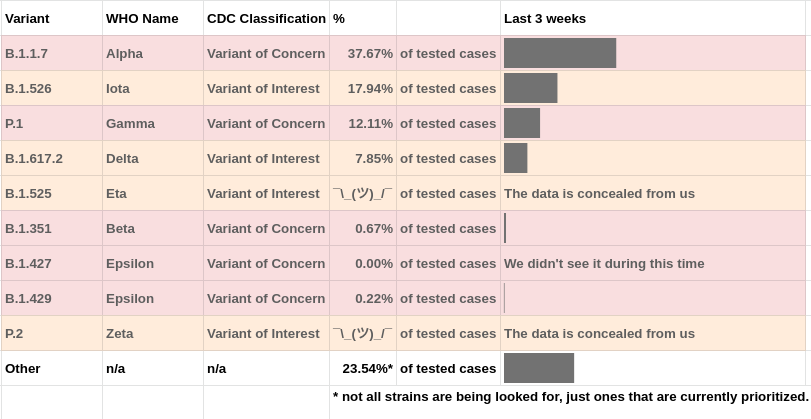 Variant WHO Name CDC Classification % Last 3 weeks
B.1.1.7 Alpha Variant of Concern 37.67% of tested cases
B.1.526 Iota Variant of Interest 17.94% of tested cases
P.1 Gamma Variant of Concern 12.11% of tested cases
B.1.617.2 Delta Variant of Interest 7.85% of tested cases
B.1.525 Eta Variant of Interest ¯\_(ツ)_/¯ of tested cases The data is concealed from us
B.1.351 Beta Variant of Concern 0.67% of tested cases
B.1.427 Epsilon Variant of Concern 0.00% of tested cases We didn't see it during this time
B.1.429 Epsilon Variant of Concern 0.22% of tested cases
P.2 Zeta Variant of Interest ¯\_(ツ)_/¯ of tested cases The data is concealed from us
Other n/a n/a 23.54%* of tested cases
* not all strains are being looked for, just ones that are currently prioritized.